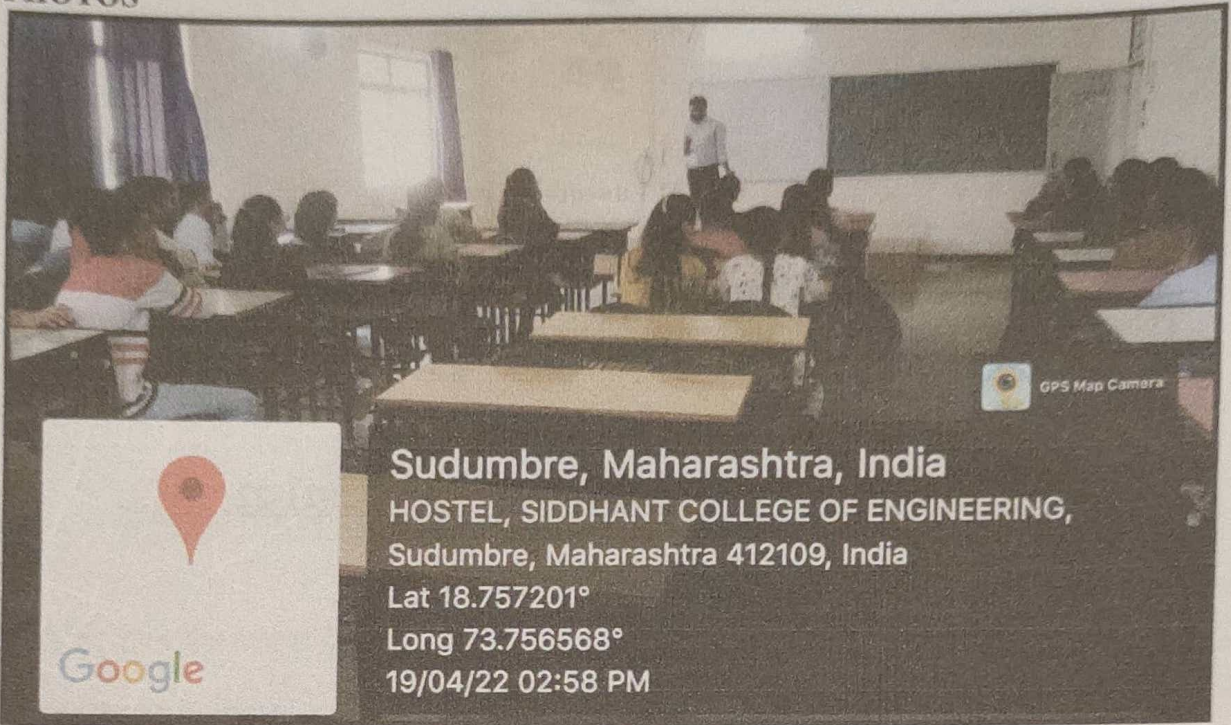 PHOTOS
GPS Map Camera
Sudumbre, Maharashtra, India
HOSTEL, SIDDHANT COLLEGE OF ENGINEERING,
Sudumbre, Maharashtra 412109, India
Lat 18.757201°
Long 73.756568°
19/04/22 02:58 PM
Google